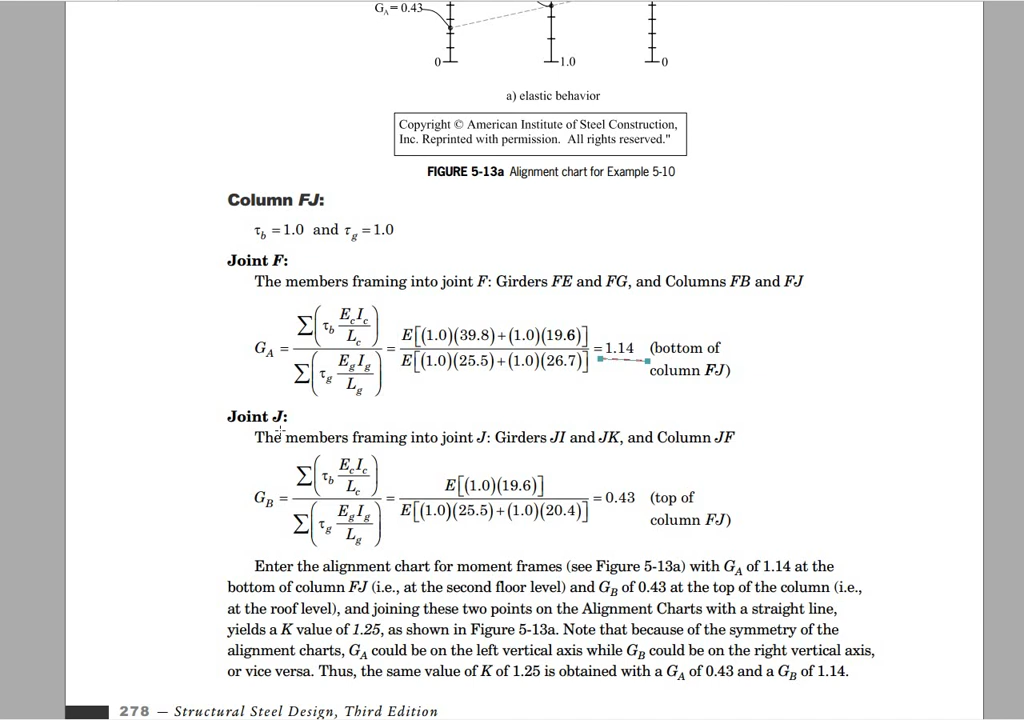 G_A = 0.43
0 1.0 0
a) elastic behavior
Copyright © American Institute of Steel Construction,
Inc. Reprinted with permission. All rights reserved."
FIGURE 5-13a Alignment chart for Example 5-10
Column FJ:
τ_b = 1.0 and τ_g = 1.0
Joint F:
The members framing into joint F: Girders FE and FG, and Columns FB and FJ
G_A = ∑(τ_b E_cI_c / L_c) / ∑(τ_g E_gI_g / L_g) = E[(1.0)(39.8)+(1.0)(19.6)] / E[(1.0)(25.5)+(1.0)(26.7)] = 1.14 (bottom of
column FJ)
Joint J:
The members framing into joint J: Girders JI and JK, and Column JF
G_B = ∑(τ_b E_cI_c / L_c) / ∑(τ_g E_gI_g / L_g) = E[(1.0)(19.6)] / E[(1.0)(25.5)+(1.0)(20.4)] = 0.43 (top of
column FJ)
Enter the alignment chart for moment frames (see Figure 5-13a) with G_A of 1.14 at the
bottom of column FJ (i.e., at the second floor level) and G_B of 0.43 at the top of the column (i.e.,
at the roof level), and joining these two points on the Alignment Charts with a straight line,
yields a K value of 1.25, as shown in Figure 5-13a. Note that because of the symmetry of the
alignment charts, G_A could be on the left vertical axis while G_B could be on the right vertical axis,
or vice versa. Thus, the same value of K of 1.25 is obtained with a G_A of 0.43 and a G_B of 1.14.
278 — Structural Steel Design, Third Edition